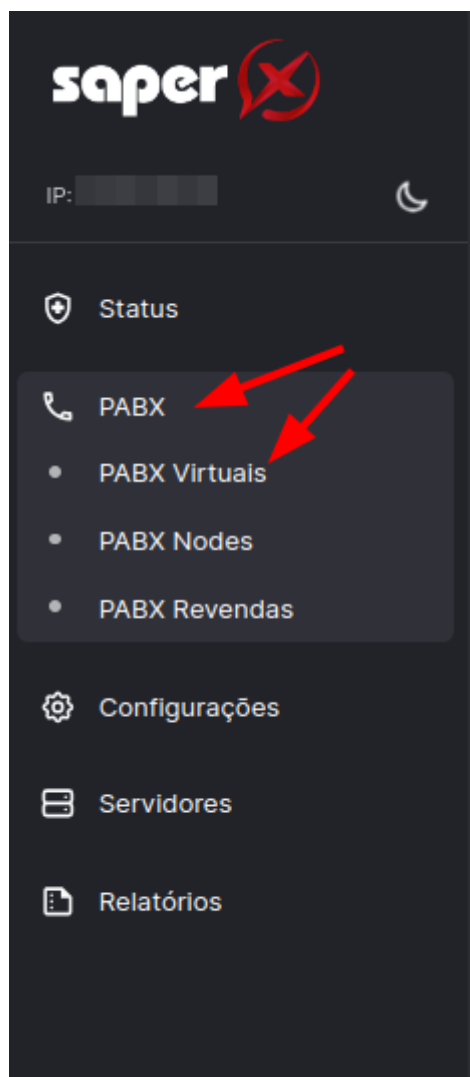 saper X
IP:
Status
PABX
PABX Virtuais
PABX Nodes
PABX Revendas
Configurações
Servidores
Relatórios